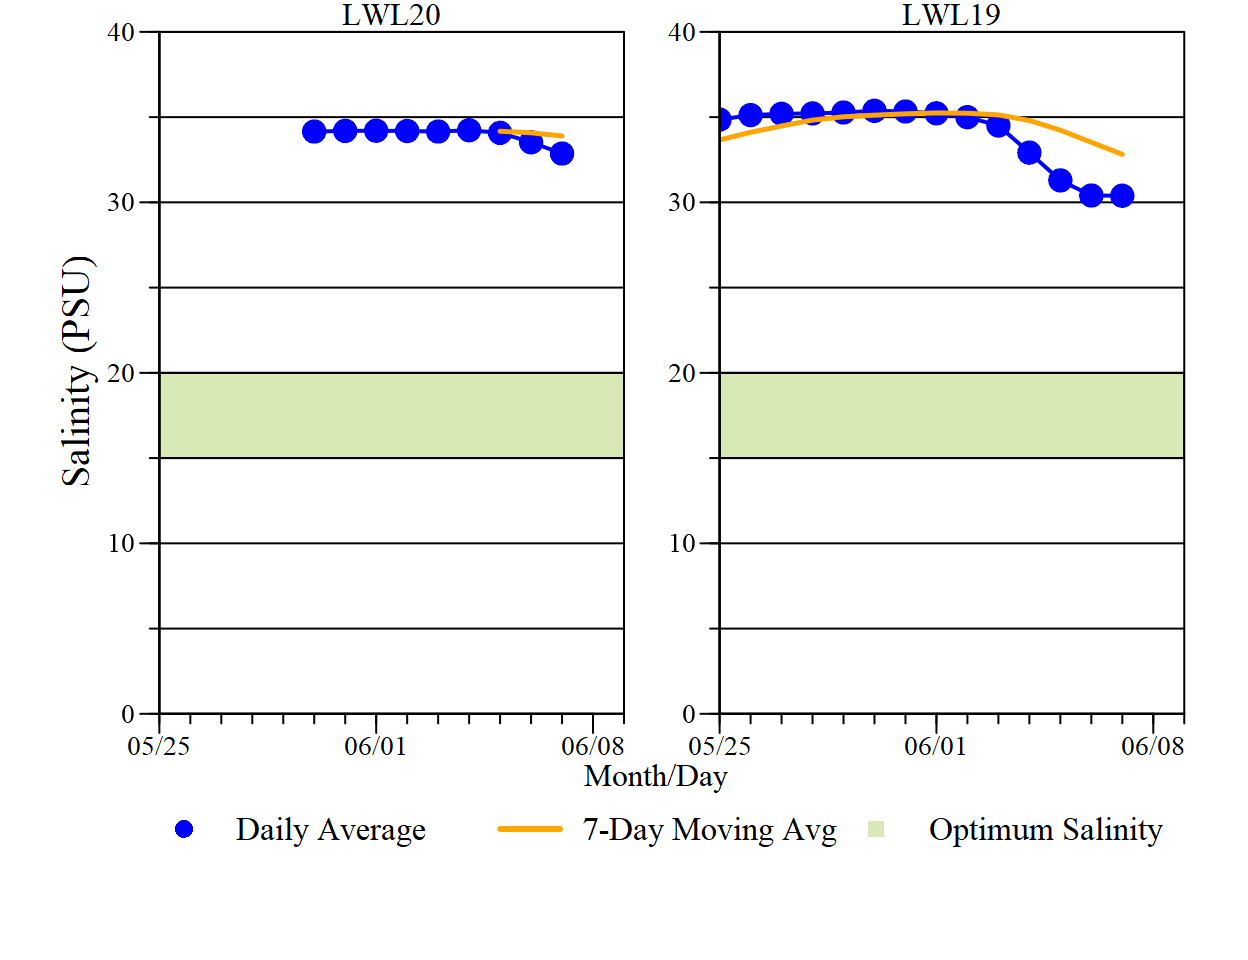 LWL20
LWL19
40
30
20
10
0
40
30
20
10
0
Salinity (PSU)
05/25
06/01
06/08
05/25
06/01
06/08
Month/Day
Daily Average
7-Day Moving Avg
Optimum Salinity